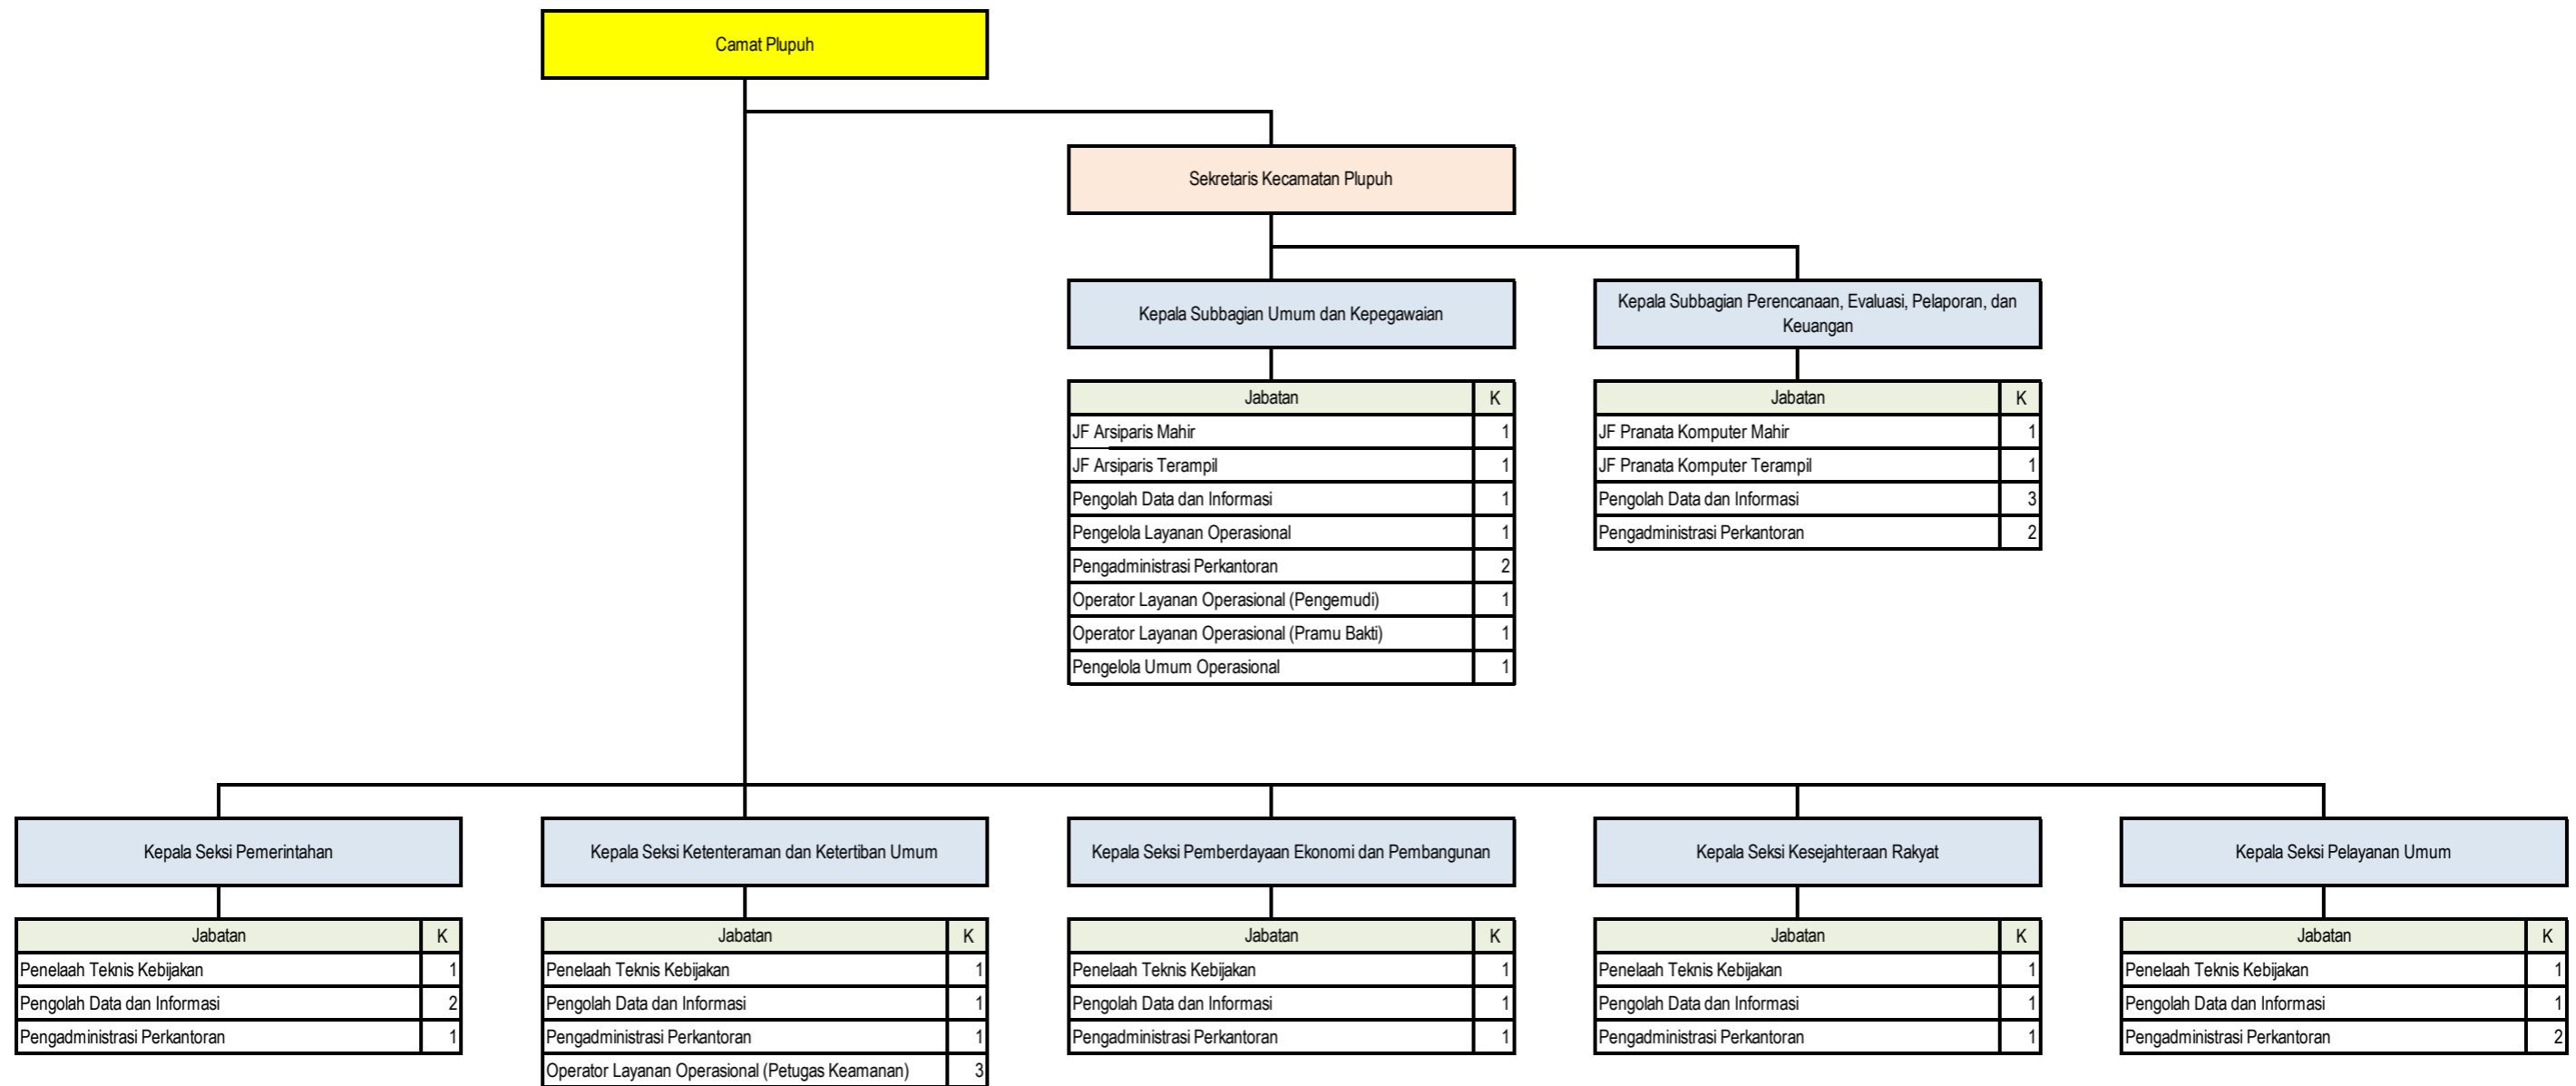 Camat Plupuh
Sekretaris Kecamatan Plupuh
Kepala Subbagian Umum dan Kepegawaian
Kepala Subbagian Perencanaan, Evaluasi, Pelaporan, dan
Keuangan
Jabatan K
JF Arsiparis Mahir 1
JF Arsiparis Terampil 1
Pengolah Data dan Informasi 1
Pengelola Layanan Operasional 1
Pengadministrasi Perkantoran 2
Operator Layanan Operasional (Pengemudi) 1
Operator Layanan Operasional (Pramu Bakti) 1
Pengelola Umum Operasional 1
Jabatan K
JF Pranata Komputer Mahir 1
JF Pranata Komputer Terampil 1
Pengolah Data dan Informasi 3
Pengadministrasi Perkantoran 2
Kepala Seksi Pemerintahan
Jabatan K
Penelaah Teknis Kebijakan 1
Pengolah Data dan Informasi 2
Pengadministrasi Perkantoran 1
Kepala Seksi Ketenteraman dan Ketertiban Umum
Jabatan K
Penelaah Teknis Kebijakan 1
Pengolah Data dan Informasi 1
Pengadministrasi Perkantoran 1
Operator Layanan Operasional (Petugas Keamanan) 3
Kepala Seksi Pemberdayaan Ekonomi dan Pembangunan
Jabatan K
Penelaah Teknis Kebijakan 1
Pengolah Data dan Informasi 1
Pengadministrasi Perkantoran 1
Kepala Seksi Kesejahteraan Rakyat
Jabatan K
Penelaah Teknis Kebijakan 1
Pengolah Data dan Informasi 1
Pengadministrasi Perkantoran 1
Kepala Seksi Pelayanan Umum
Jabatan K
Penelaah Teknis Kebijakan 1
Pengolah Data dan Informasi 1
Pengadministrasi Perkantoran 2